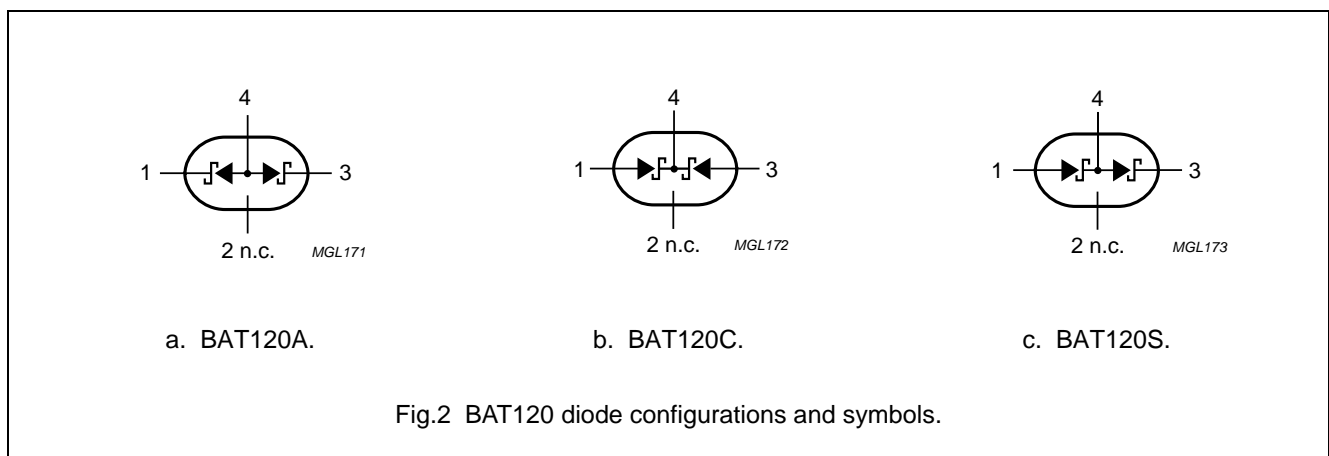 4 4 4
1 3 1 3 1 3
2 n.c. MGL171 2 n.c. MGL172 2 n.c. MGL173
a. BAT120A. b. BAT120C. c. BAT120S.
Fig.2 BAT120 diode configurations and symbols.